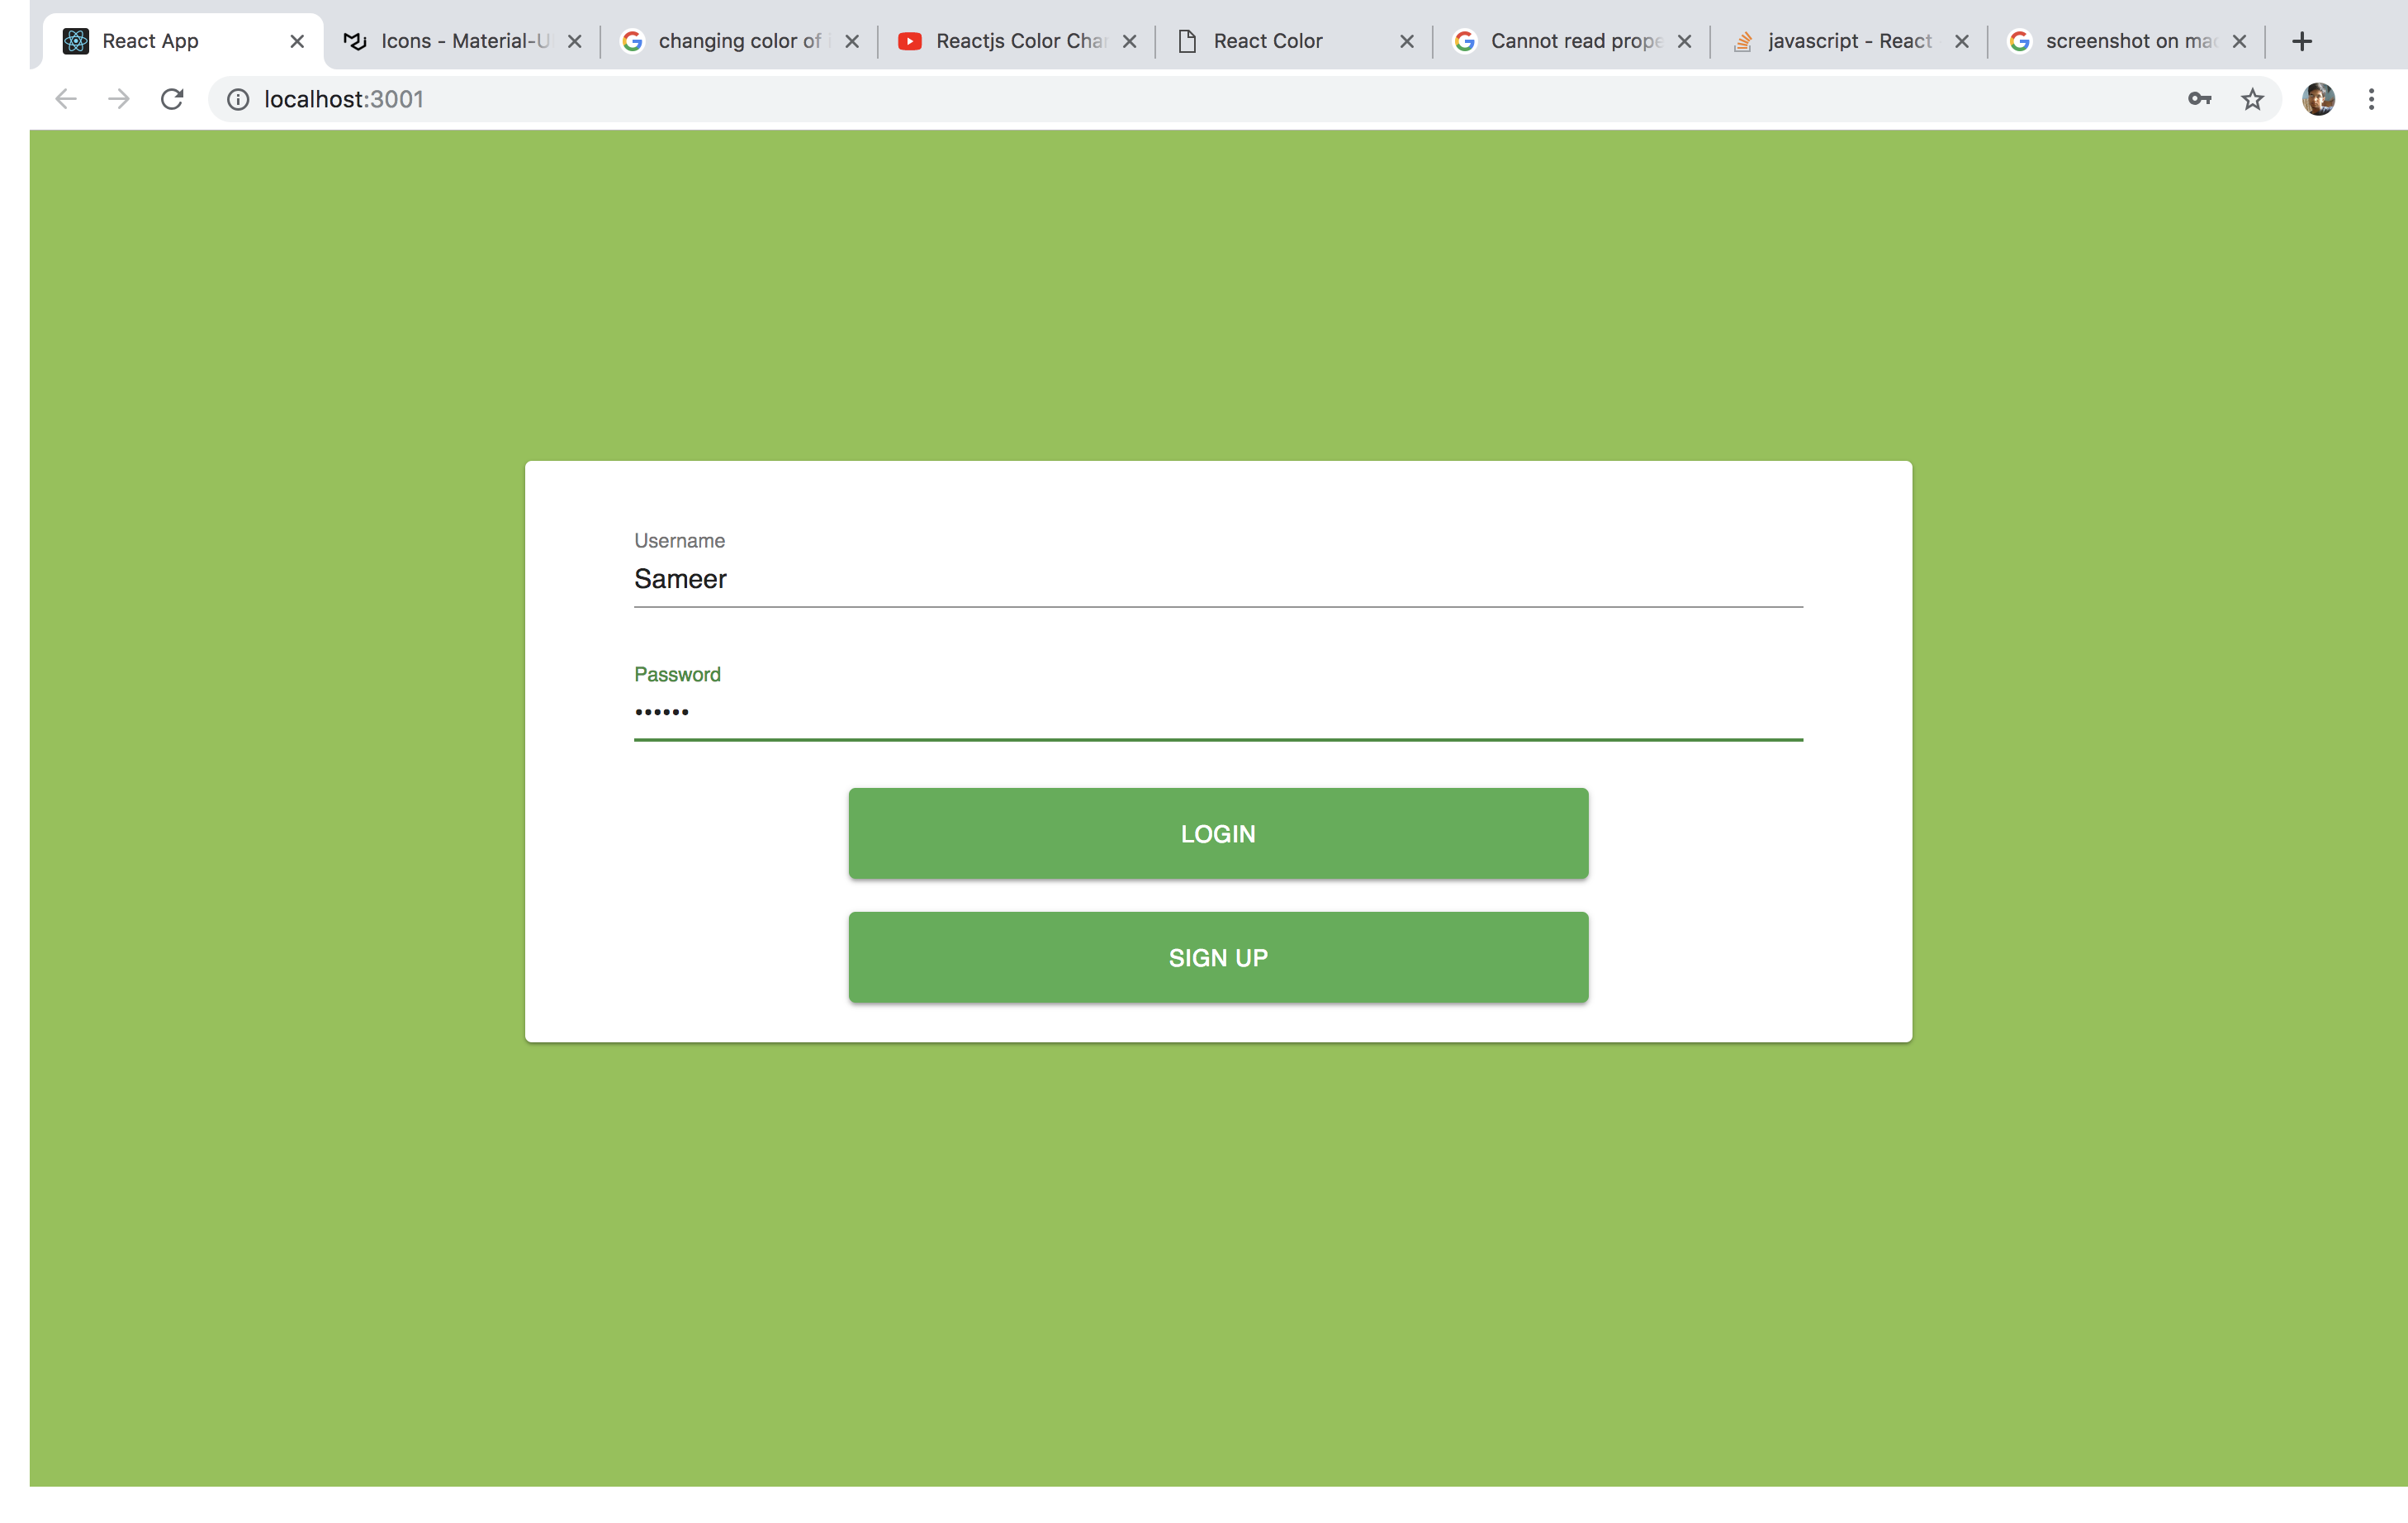 React App
Icons - Material-U
changing color of
Reactjs Color Cha
React Color
Cannot read prop
javascript - React
screenshot on ma
localhost:3001
Username
Sameer
Password
••••••
LOGIN
SIGN UP